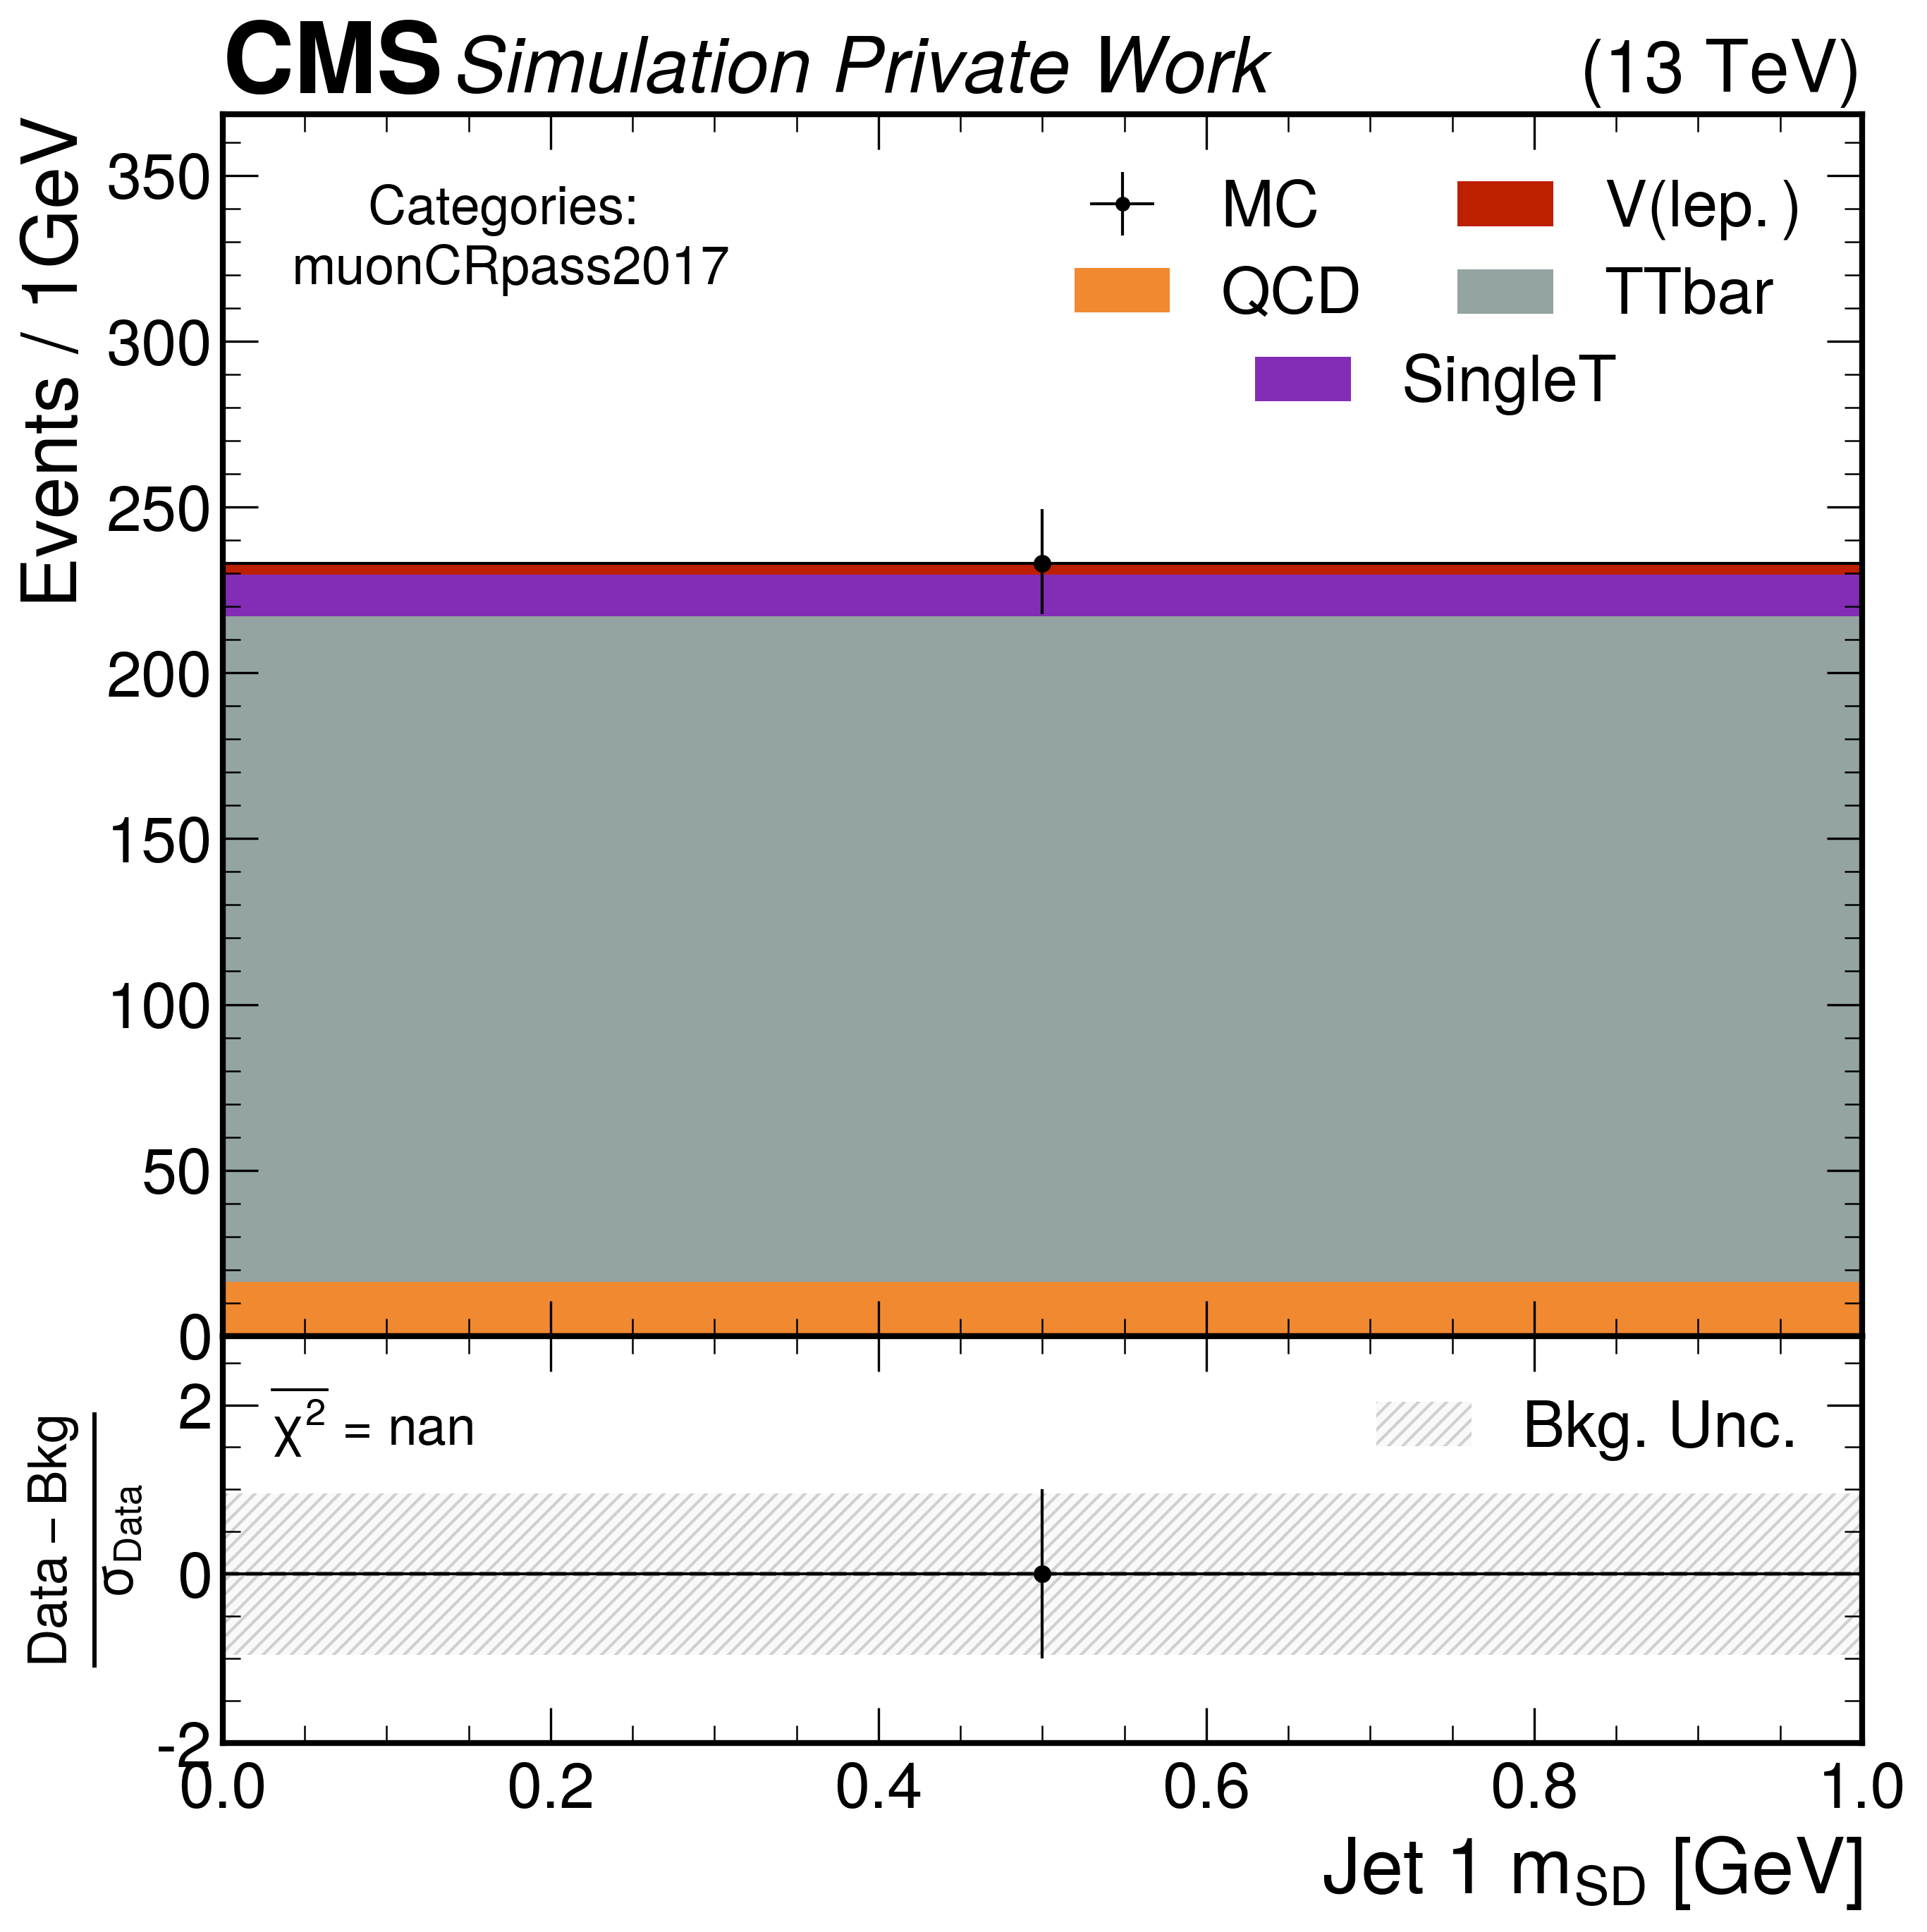 CMS Simulation Private Work (13 TeV)
Events / 1GeV
350
300
250
200
150
100
50
0
Categories:
muonCRpass2017
MC V(lep.)
QCD TTbar
SingleT
Data – Bkg
σData
2
0
-2
χ² = nan
Bkg. Unc.
0.0 0.2 0.4 0.6 0.8 1.0
Jet 1 mSD [GeV]